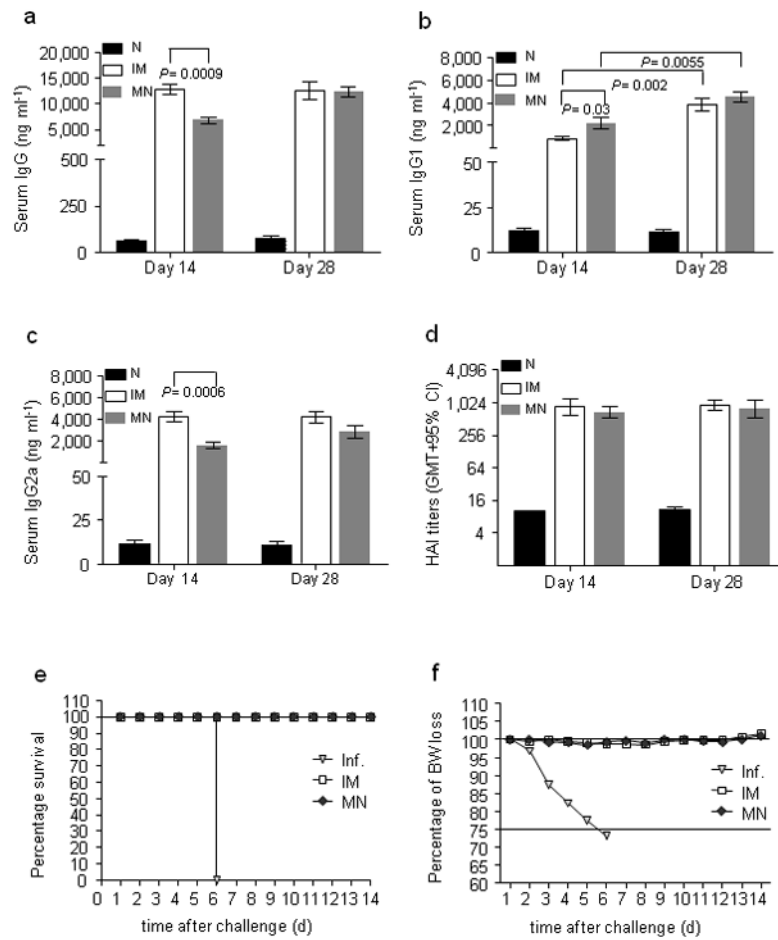 a
N
IM
MN
20,000
15,000
10,000
5,000
500
250
0
Serum IgG (ng ml⁻¹)
P= 0.0009
Day 14
Day 28
b
N
IM
MN
8,000
6,000
4,000
2,000
50
25
0
Serum IgG1 (ng ml⁻¹)
P= 0.0055
P= 0.002
P= 0.03
Day 14
Day 28
c
N
IM
MN
8,000
6,000
4,000
2,000
50
25
0
Serum IgG2a (ng ml⁻¹)
P= 0.0006
Day 14
Day 28
d
N
IM
MN
4,096
1,024
256
64
16
4
HAI titers (GMT+95% CI)
Day 14
Day 28
e
110
100
90
80
70
60
50
40
30
20
10
0
Percentage survival
Inf.
IM
MN
0 1 2 3 4 5 6 7 8 9 10 11 12 13 14
time after challenge (d)
f
110
105
100
95
90
85
80
75
70
65
60
Percentage of BW loss
Inf.
IM
MN
1 2 3 4 5 6 7 8 9 10 11 12 13 14
time after challenge (d)